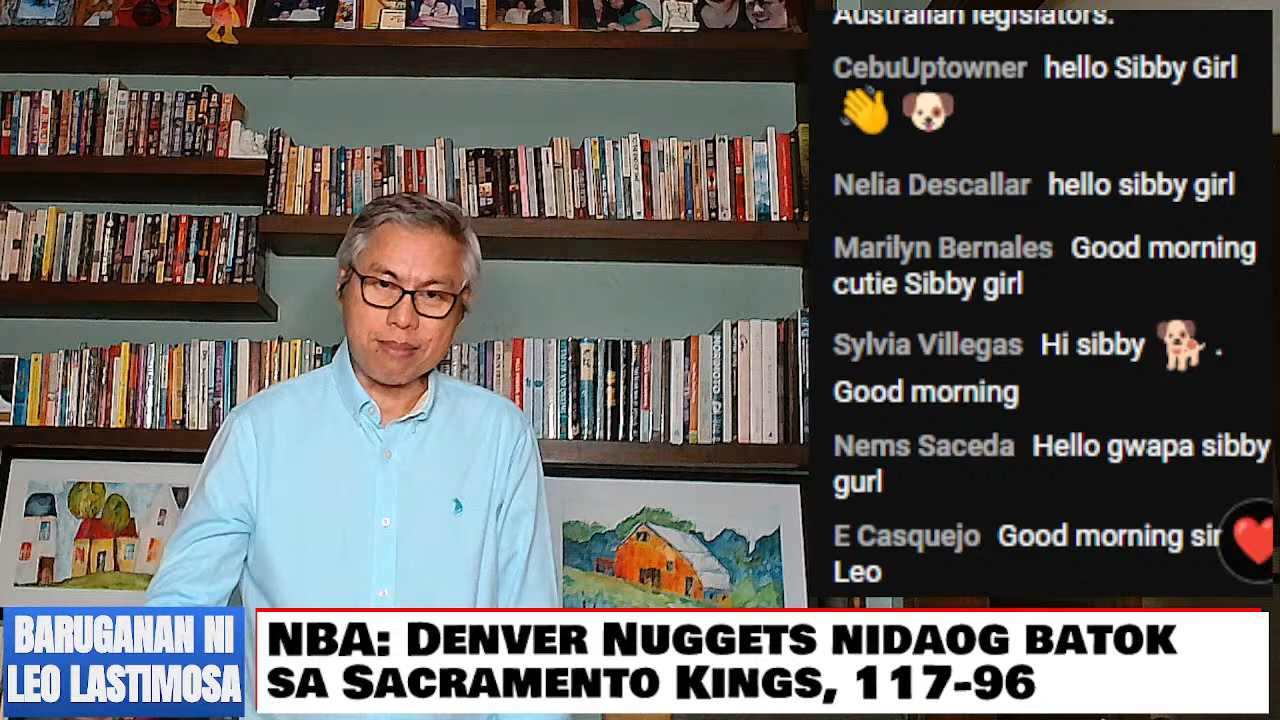 Australian legislators.
CebuUptowner hello Sibby Girl
👋 🐶
Nelia Descallar hello sibby girl
Marilyn Bernales Good morning
cutie Sibby girl
Sylvia Villegas Hi sibby 🐕 .
Good morning
Nems Saceda Hello gwapa sibby
gurl
E Casquejo Good morning sir
Leo
BARUGANAN NI
LEO LASTIMOSA
NBA: DENVER NUGGETS NIDAOG BATOK
SA SACRAMENTO KINGS, 117-96